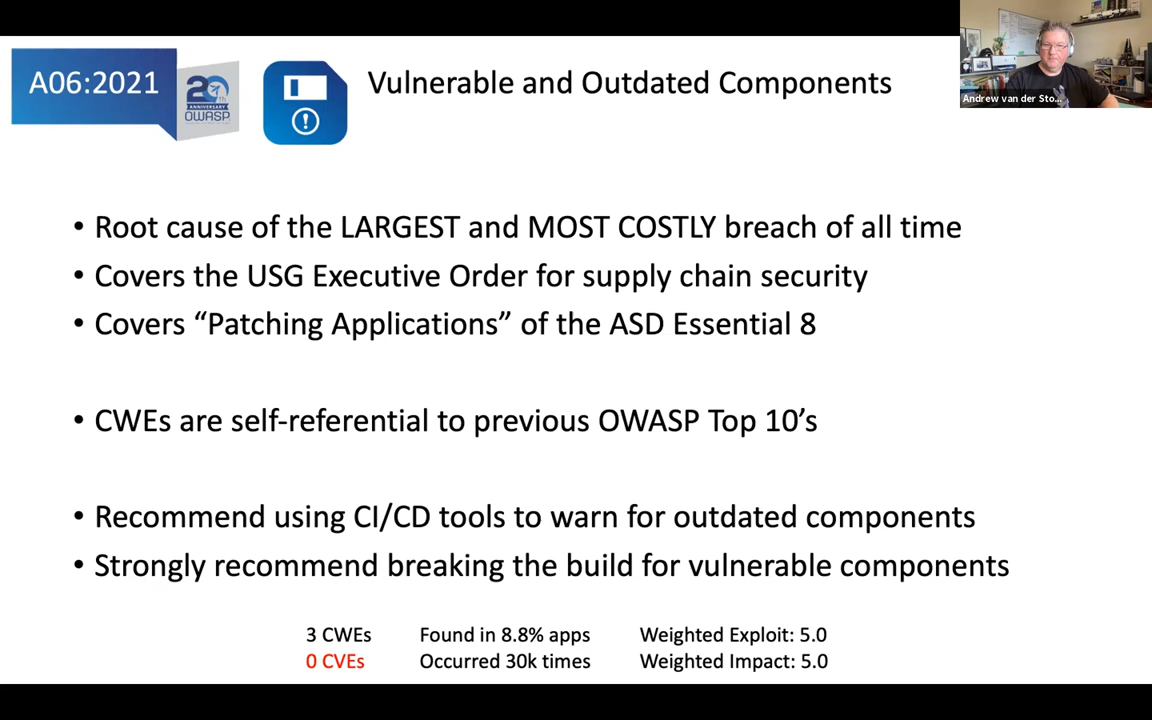 A06:2021
20th
ANNIVERSARY
OWASP
Vulnerable and Outdated Components
Andrew van der Sto...
• Root cause of the LARGEST and MOST COSTLY breach of all time
• Covers the USG Executive Order for supply chain security
• Covers “Patching Applications” of the ASD Essential 8
• CWEs are self-referential to previous OWASP Top 10’s
• Recommend using CI/CD tools to warn for outdated components
• Strongly recommend breaking the build for vulnerable components
3 CWEs Found in 8.8% apps Weighted Exploit: 5.0
0 CVEs Occurred 30k times Weighted Impact: 5.0